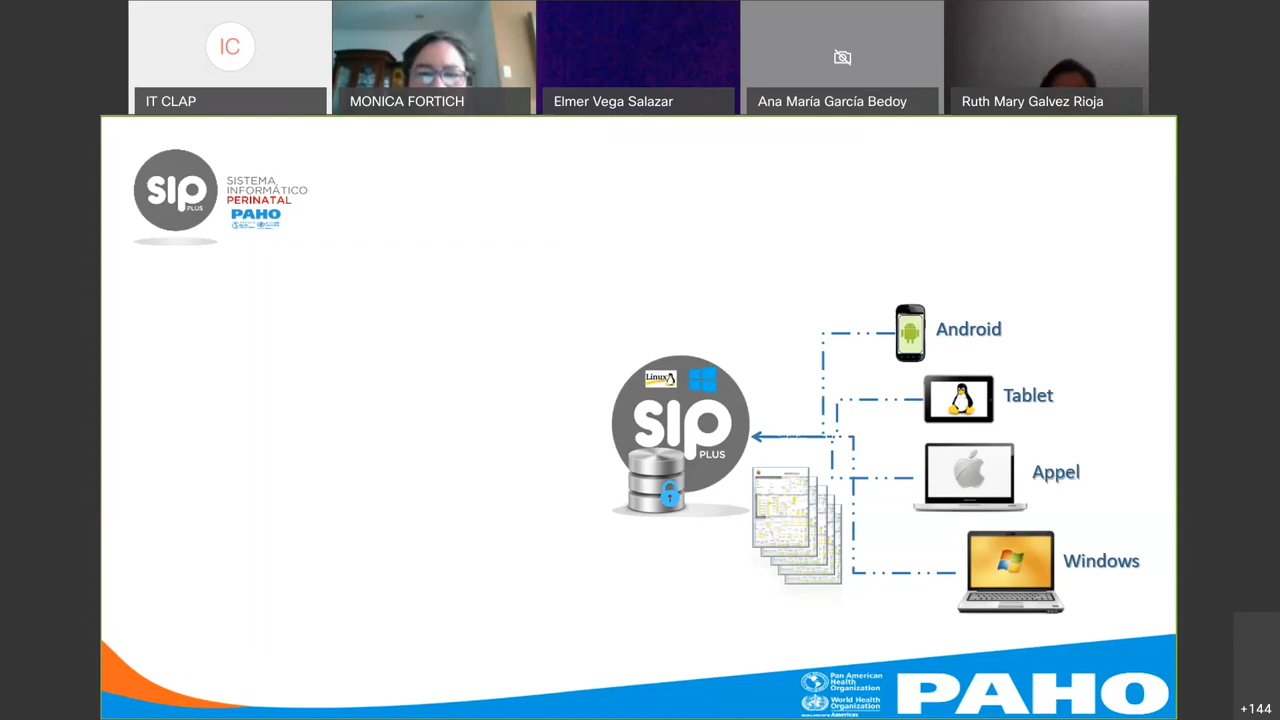 IC
IT CLAP
MONICA FORTICH
Elmer Vega Salazar
Ana María García Bedoy
Ruth Mary Galvez Rioja
sip
PLUS
SISTEMA
INFORMÁTICO
PERINATAL
PAHO
Android
Linux
Tablet
sip
PLUS
Appel
Windows
Pan American
Health
Organization
World Health
Organization
Americas
PAHO
+144